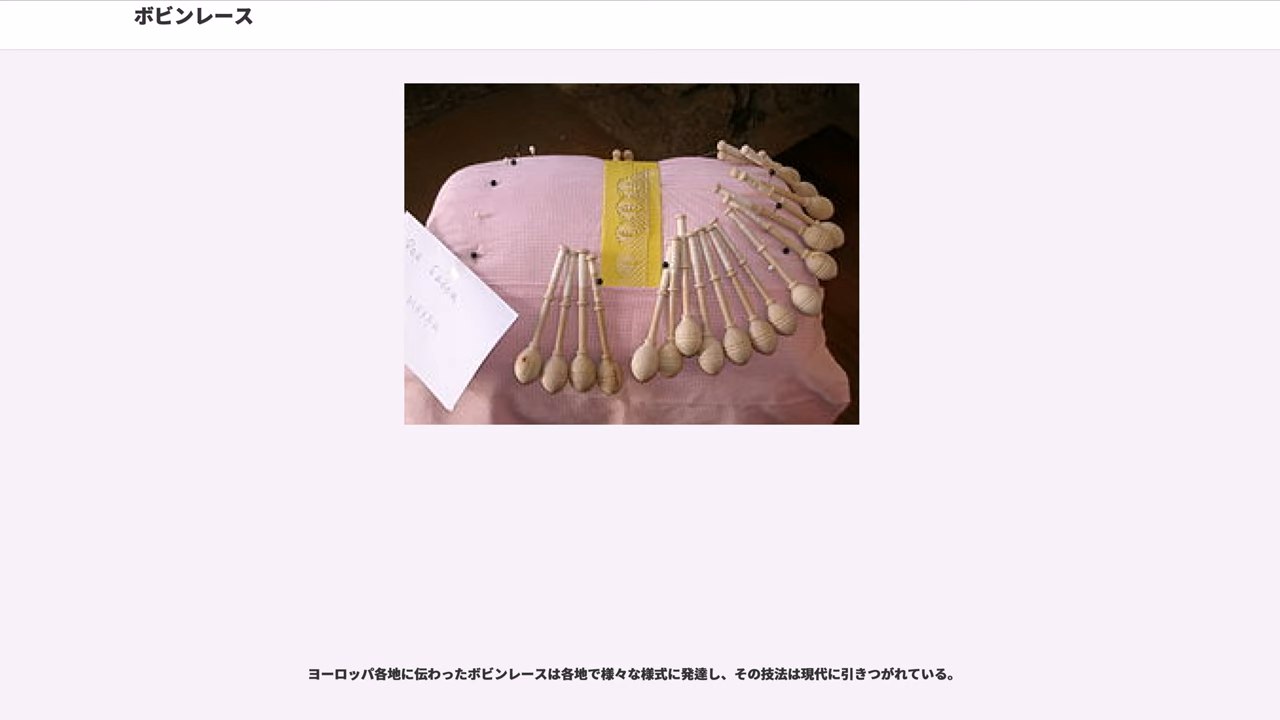 ボビンレース
ヨーロッパ各地に伝わったボビンレースは各地で様々な様式に発達し、その技法は現代に引きつがれている。